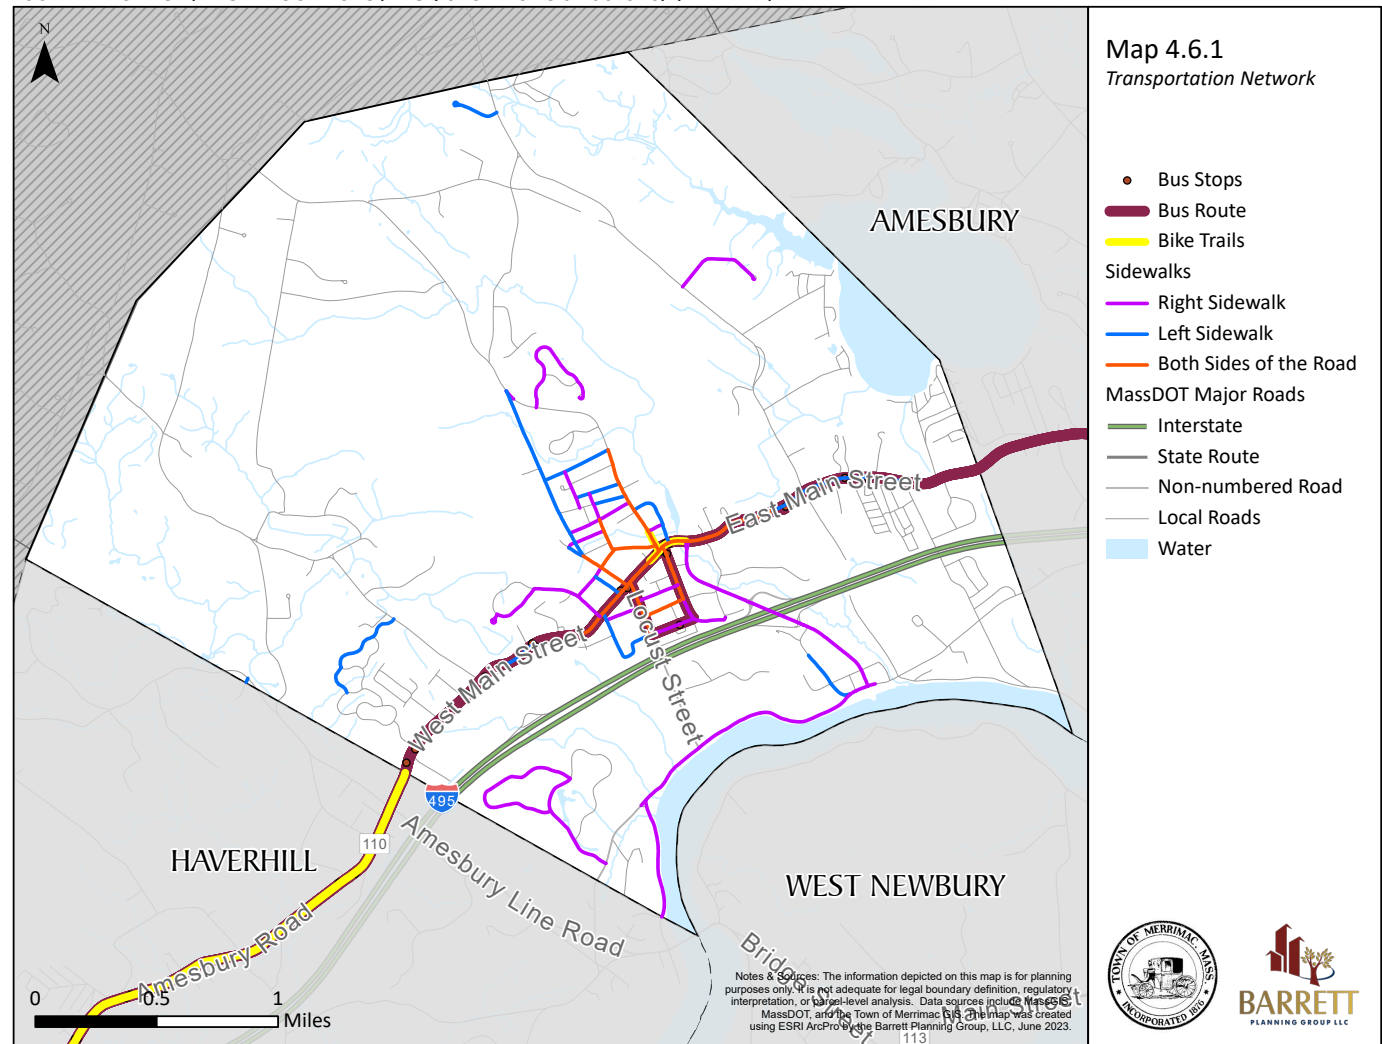 Map 4.6.1
Transportation Network
Bus Stops
Bus Route
Bike Trails
Sidewalks
Right Sidewalk
Left Sidewalk
Both Sides of the Road
MassDOT Major Roads
Interstate
State Route
Non-numbered Road
Local Roads
Water
N
AMESBURY
East Main Street
Locust Street
West Main Street
495
110
HAVERHILL
Amesbury Line Road
Amesbury Road
WEST NEWBURY
Bridge Street
Main Street
113
0 0.5 1
Miles
Notes & Sources: The information depicted on this map is for planning
purposes only. It is not adequate for legal boundary definition, regulatory
interpretation, or parcel-level analysis. Data sources include MassGIS,
MassDOT, and the Town of Merrimac GIS. The map was created
using ESRI ArcPro by the Barrett Planning Group, LLC, June 2023.
TOWN OF MERRIMAC, MASS.
INCORPORATED 1876
BARRETT
PLANNING GROUP LLC